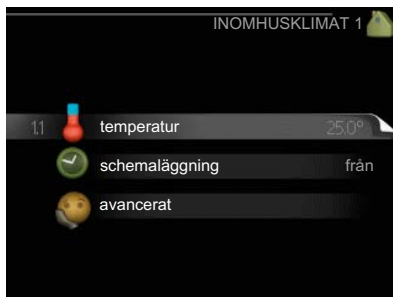 INOMHUSKLIMAT 1
1.1 temperatur 25.0°
schemaläggning från
avancerat